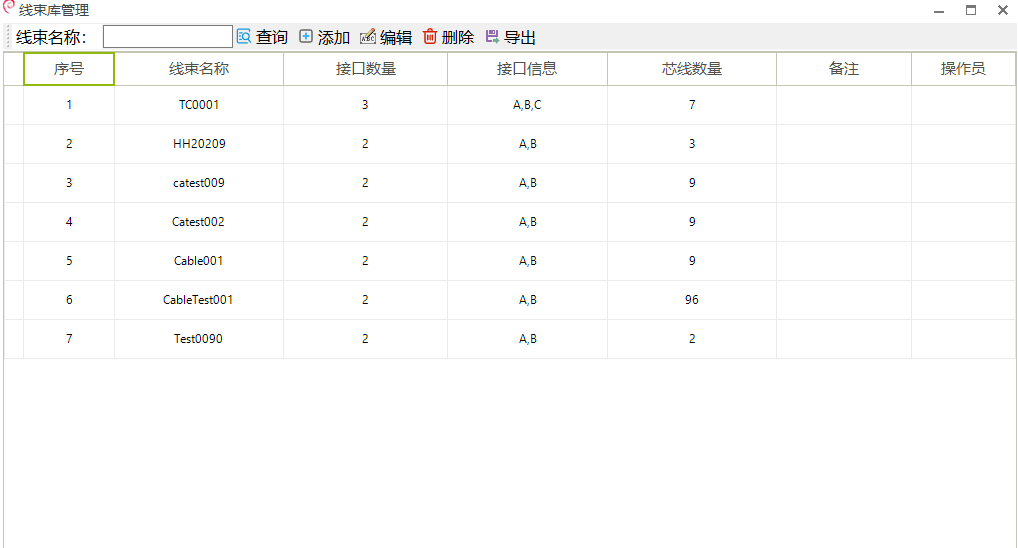 线束库管理
线束名称: 查询 添加 编辑 删除 导出
序号 线束名称 接口数量 接口信息 芯线数量 备注 操作员
1 TC0001 3 A,B,C 7
2 HH20209 2 A,B 3
3 catest009 2 A,B 9
4 Catest002 2 A,B 9
5 Cable001 2 A,B 9
6 CableTest001 2 A,B 96
7 Test0090 2 A,B 2